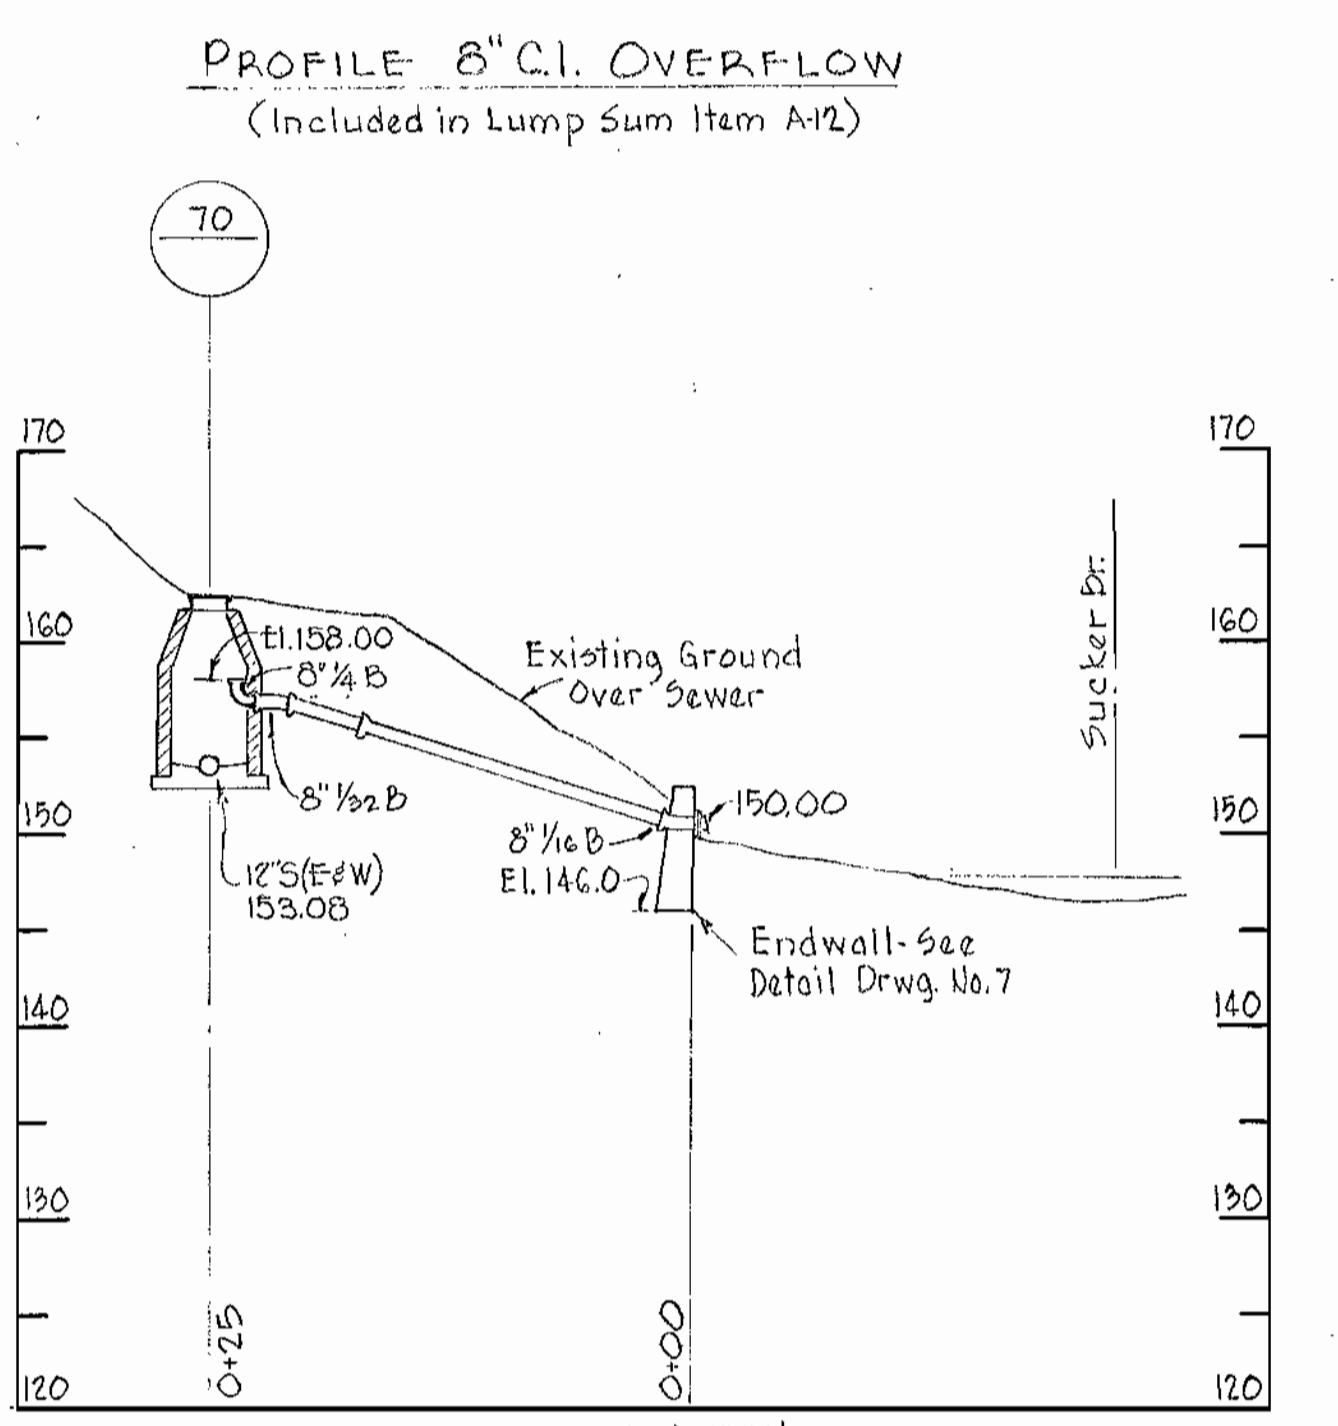 PROFILE 8" C.I. OVERFLOW
(Included in Lump Sum Item A-12)
70
170
170
160
160
El.158.00
8" 1/4 B
Existing Ground
Over Sewer
Sucker Br.
8" 1/32 B
150.00
150
150
8" 1/16 B
El. 146.0
12"S(E&W)
153.08
Endwall-See
Detail Drwg. No.7
140
140
130
130
0+25
0+00
120
120